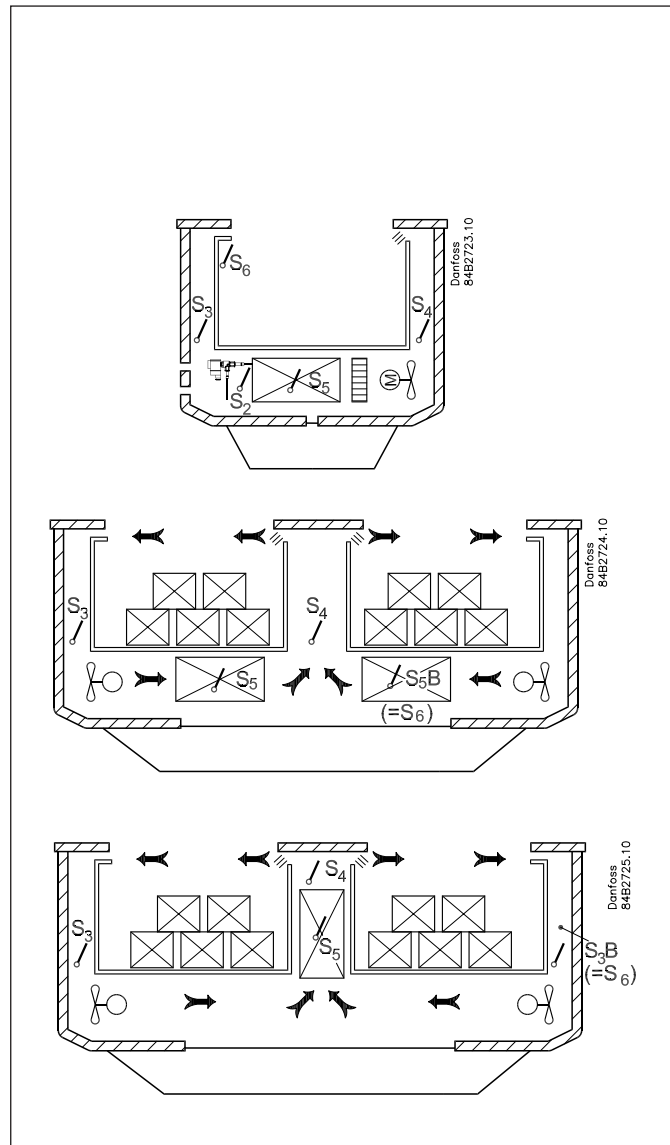 S6
S3
S4
M
S5
S2
Danfoss
84B2723.10
S3
S4
S5
S5B
(=S6)
Danfoss
84B2724.10
S4
S3
S5
S3B
(=S6)
Danfoss
84B2725.10